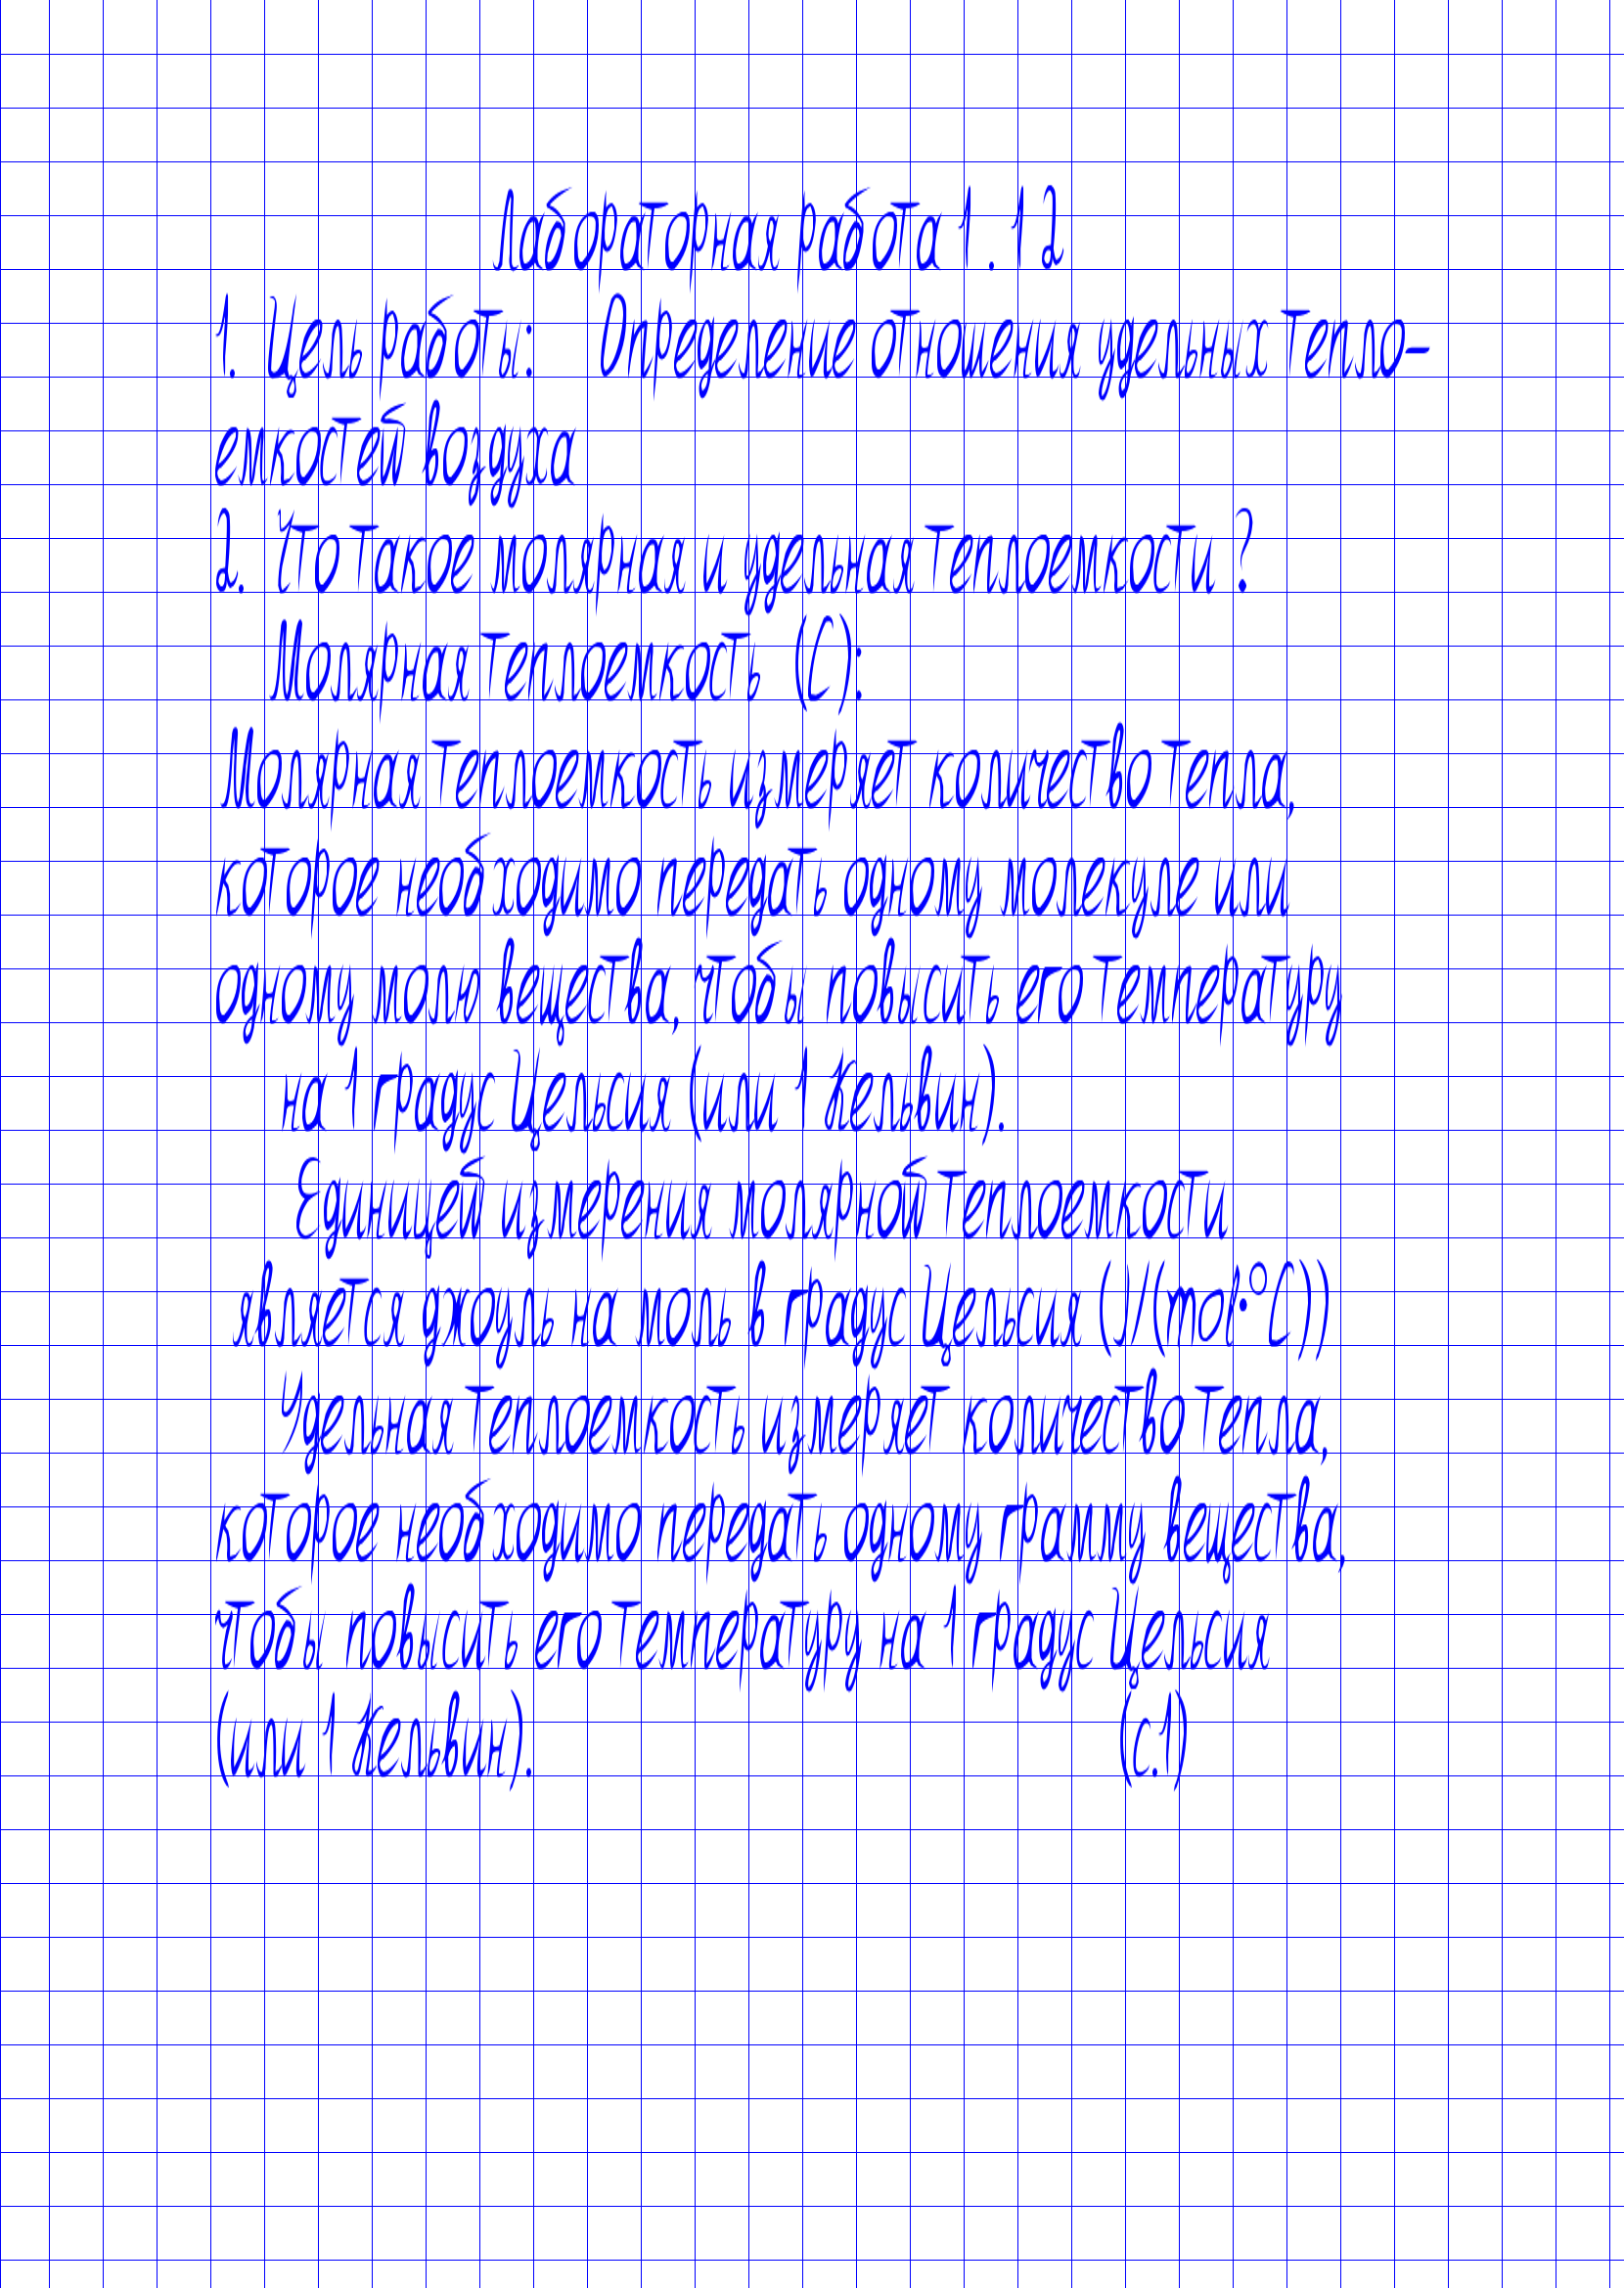 Лабораторная работа 1.12
1. Цель работы: Определение отношения удельных тепло-
емкостей воздуха
2. Что такое молярная и удельная теплоемкости ?
Молярная теплоемкость (С):
Молярная теплоемкость измеряет количество тепла,
которое необходимо передать одному молекуле или
одному молю вещества, чтобы повысить его температуру
на 1 градус Цельсия (или 1 Кельвин).
Единицей измерения молярной теплоемкости
является джоуль на моль в градус Цельсия (J/(mol·°C))
Удельная теплоемкость измеряет количество тепла,
которое необходимо передать одному грамму вещества,
чтобы повысить его температуру на 1 градус Цельсия
(или 1 Кельвин). (с.1)